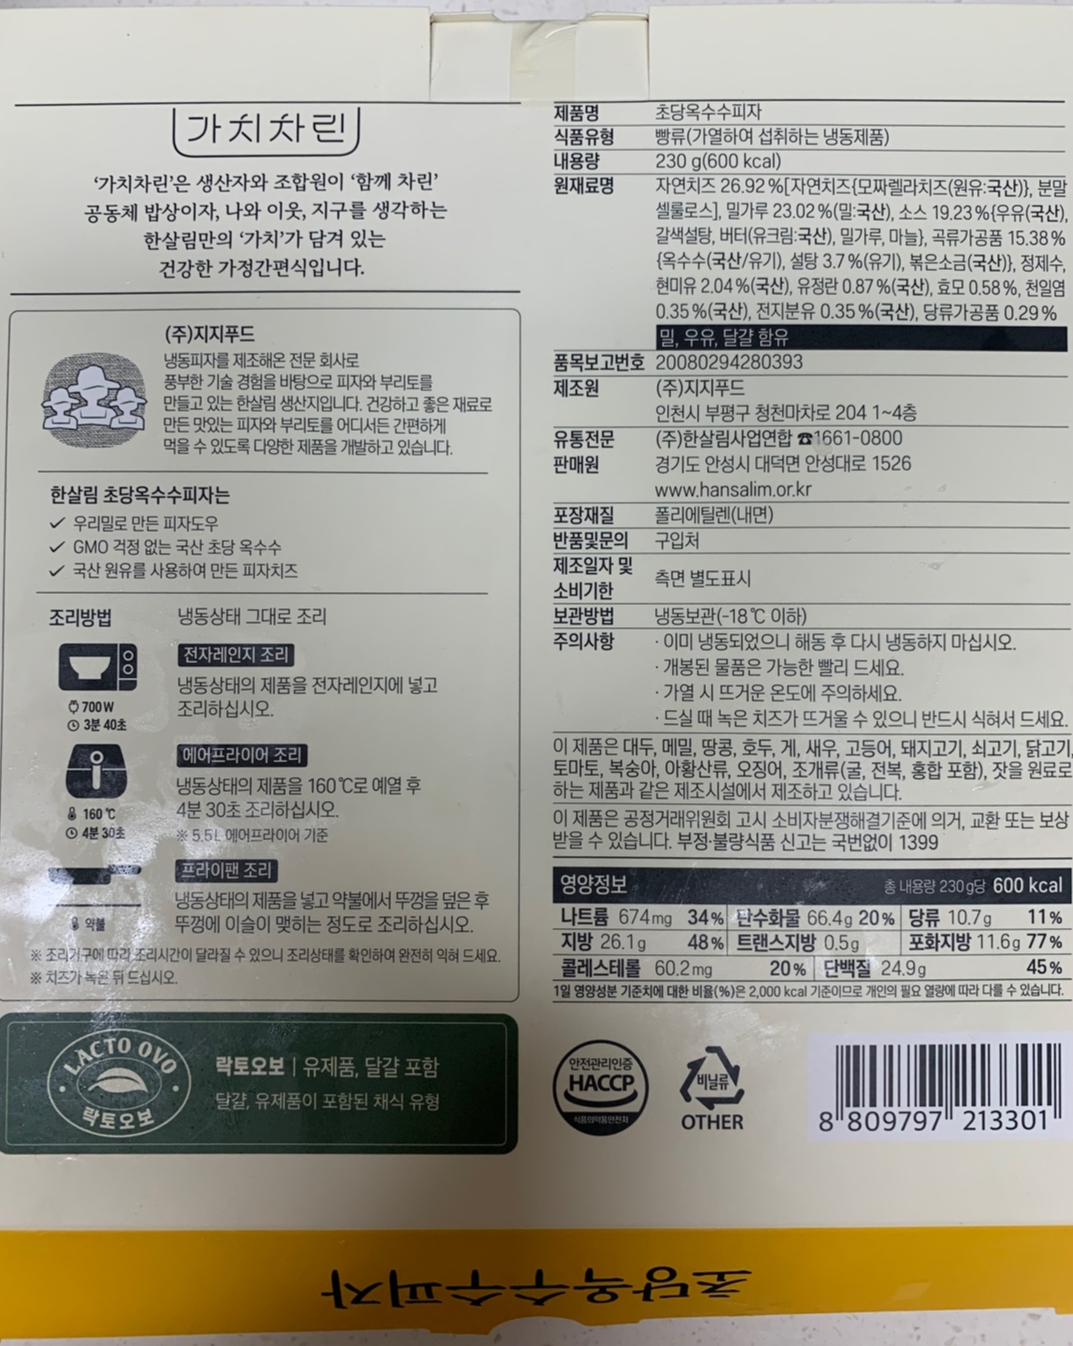 가치차린
‘가치차린’은 생산자와 조합원이 ‘함께 차린’
공동체 밥상이자, 나와 이웃, 지구를 생각하는
한살림만의 ‘가치’가 담겨 있는
건강한 가정간편식입니다.
(주)지지푸드
냉동피자를 제조해온 전문 회사로
풍부한 기술 경험을 바탕으로 피자와 부리토를
만들고 있는 한살림 생산지입니다. 건강하고 좋은 재료로
만든 맛있는 피자와 부리토를 어디서든 간편하게
먹을 수 있도록 다양한 제품을 개발하고 있습니다.
한살림 초당옥수수피자는
✓ 우리밀로 만든 피자도우
✓ GMO 걱정 없는 국산 초당 옥수수
✓ 국산 원유를 사용하여 만든 피자치즈
조리방법 냉동상태 그대로 조리
전자레인지 조리
냉동상태의 제품을 전자레인지에 넣고
조리하십시오.
700W
3분 40초
에어프라이어 조리
냉동상태의 제품을 160℃로 예열 후
4분 30초 조리하십시오.
※ 5.5L 에어프라이어 기준
160 ℃
4분 30초
프라이팬 조리
냉동상태의 제품을 넣고 약불에서 뚜껑을 덮은 후
뚜껑에 이슬이 맺히는 정도로 조리하십시오.
약불
※ 조리기구에 따라 조리시간이 달라질 수 있으니 조리상태를 확인하여 완전히 익혀 드세요.
※ 치즈가 녹은 뒤 드십시오.
LACTO OVO
락토오보
락토오보 | 유제품, 달걀 포함
달걀, 유제품이 포함된 채식 유형
제품명 초당옥수수피자
식품유형 빵류(가열하여 섭취하는 냉동제품)
내용량 230 g(600 kcal)
원재료명 자연치즈 26.92 %[자연치즈{모짜렐라치즈(원유:국산)}, 분말
셀룰로스], 밀가루 23.02 %(밀:국산), 소스 19.23 %{우유(국산),
갈색설탕, 버터(유크림:국산), 밀가루, 마늘}, 곡류가공품 15.38 %
{옥수수(국산/유기), 설탕 3.7 %(유기), 볶은소금(국산)}, 정제수,
현미유 2.04 %(국산), 유정란 0.87 %(국산), 효모 0.58 %, 천일염
0.35 %(국산), 전지분유 0.35 %(국산), 당류가공품 0.29 %
밀, 우유, 달걀 함유
품목보고번호 20080294280393
제조원 (주)지지푸드
인천시 부평구 청천마차로 204 1~4층
유통전문 (주)한살림사업연합 ☎1661-0800
판매원 경기도 안성시 대덕면 안성대로 1526
www.hansalim.or.kr
포장재질 폴리에틸렌(내면)
반품및문의 구입처
제조일자 및
소비기한 측면 별도표시
보관방법 냉동보관(-18 ℃ 이하)
주의사항 · 이미 냉동되었으니 해동 후 다시 냉동하지 마십시오.
· 개봉된 물품은 가능한 빨리 드세요.
· 가열 시 뜨거운 온도에 주의하세요.
· 드실 때 녹은 치즈가 뜨거울 수 있으니 반드시 식혀서 드세요.
이 제품은 대두, 메밀, 땅콩, 호두, 게, 새우, 고등어, 돼지고기, 쇠고기, 닭고기,
토마토, 복숭아, 아황산류, 오징어, 조개류(굴, 전복, 홍합 포함), 잣을 원료로
하는 제품과 같은 제조시설에서 제조하고 있습니다.
이 제품은 공정거래위원회 고시 소비자분쟁해결기준에 의거, 교환 또는 보상
받을 수 있습니다. 부정·불량식품 신고는 국번없이 1399
영양정보 총 내용량 230 g당 600 kcal
나트륨 674 mg 34 % 탄수화물 66.4 g 20 % 당류 10.7 g 11 %
지방 26.1 g 48 % 트랜스지방 0.5 g 포화지방 11.6 g 77 %
콜레스테롤 60.2 mg 20 % 단백질 24.9 g 45 %
1일 영양성분 기준치에 대한 비율(%)은 2,000 kcal 기준이므로 개인의 필요 열량에 따라 다를 수 있습니다.
안전관리인증
HACCP
식품의약품안전처
비닐류
OTHER
8 809797 213301
초당옥수수피자